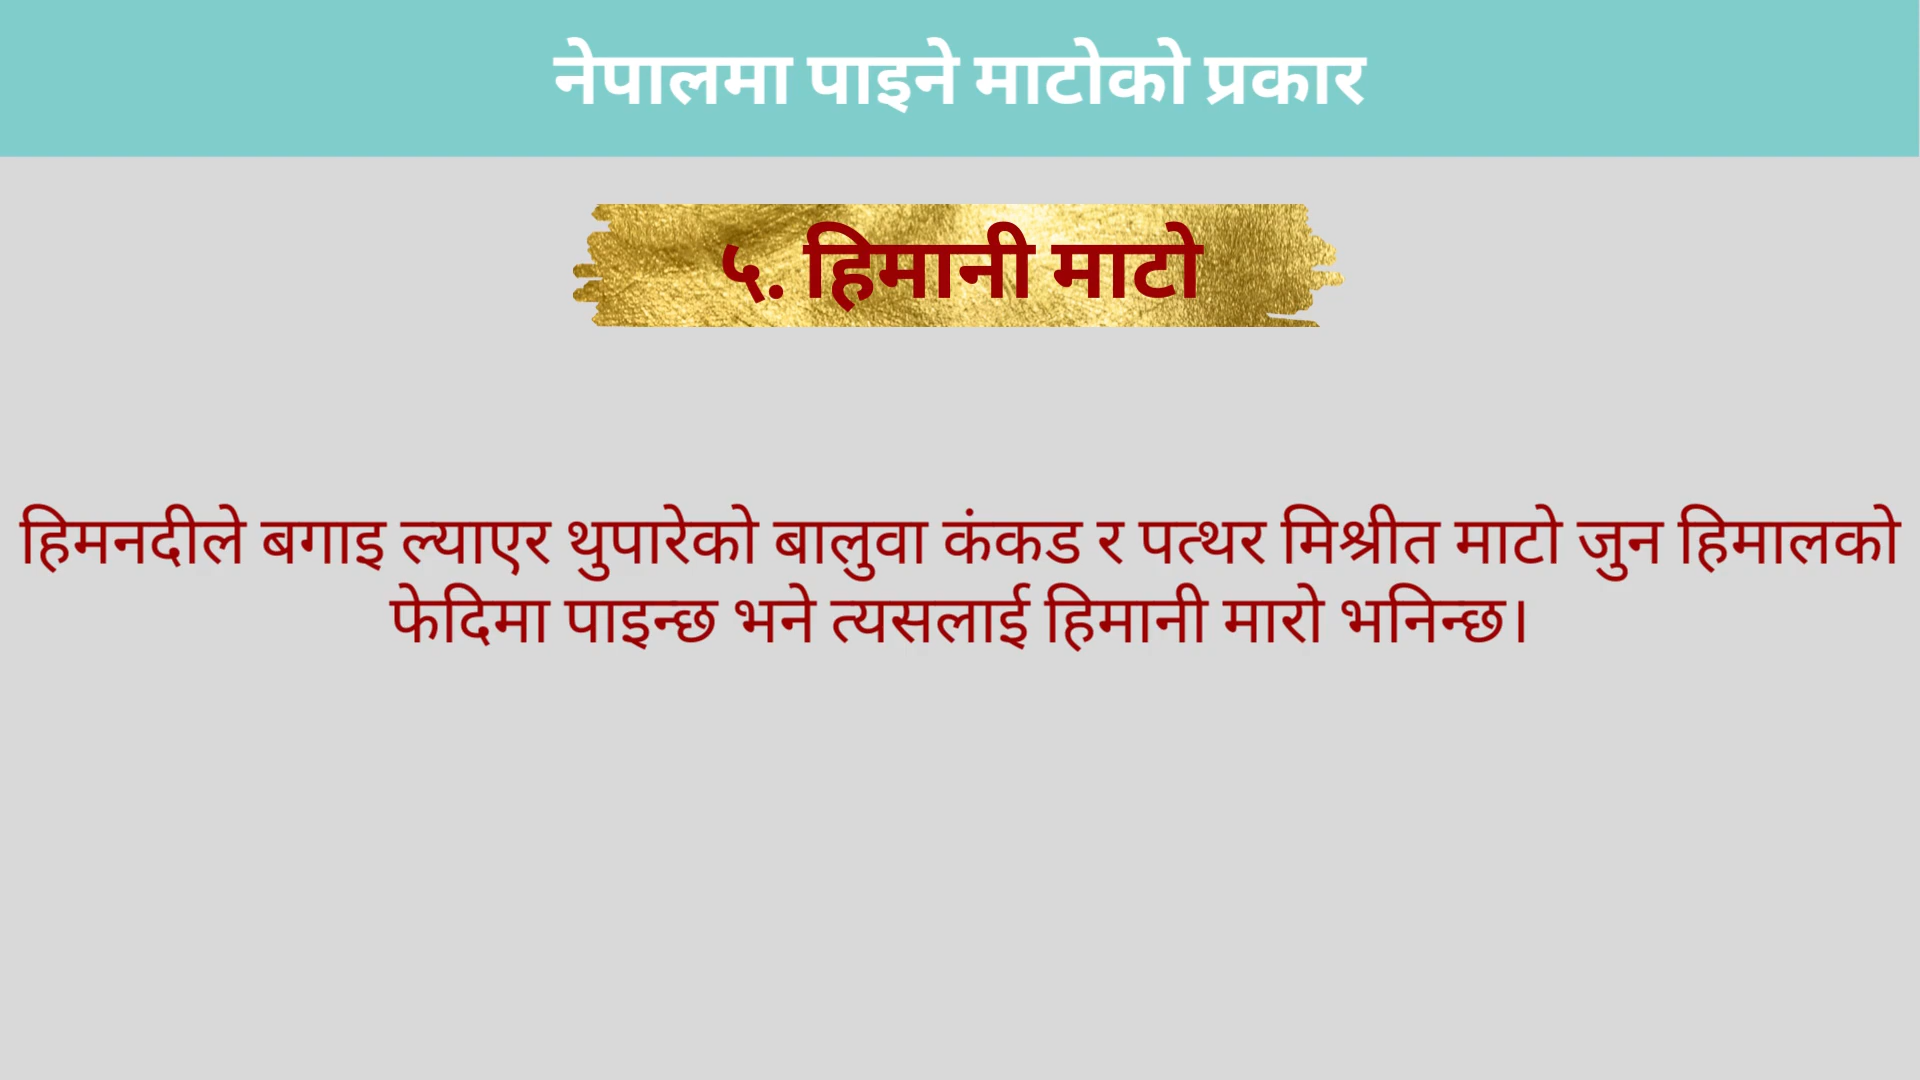 नेपालमा पाइने माटोको प्रकार
५. हिमानी माटो
हिमनदीले बगाइ ल्याएर थुपारेको बालुवा कंकड र पत्थर मिश्रीत माटो जुन हिमालको
फेदिमा पाइन्छ भने त्यसलाई हिमानी मारो भनिन्छ।